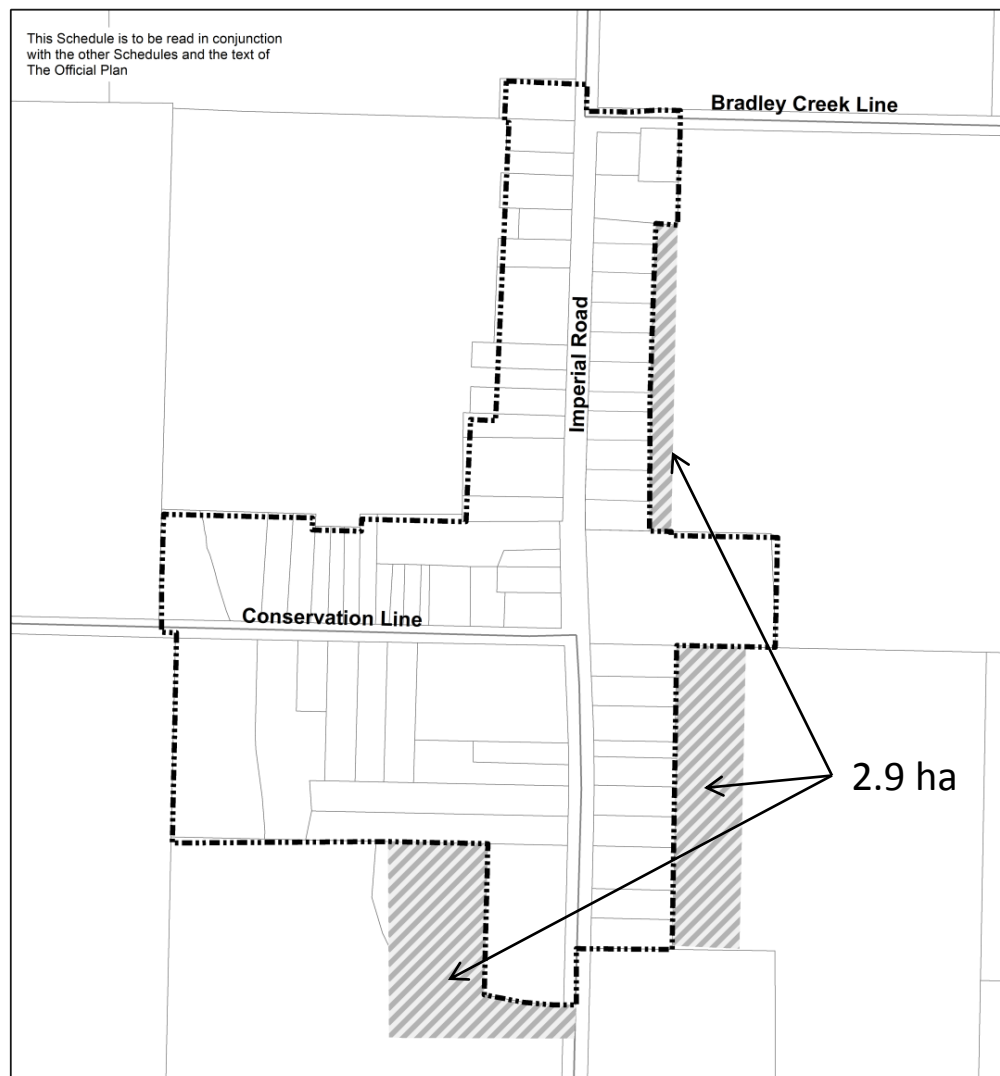 This Schedule is to be read in conjunction
with the other Schedules and the text of
The Official Plan
Bradley Creek Line
Imperial Road
Conservation Line
2.9 ha